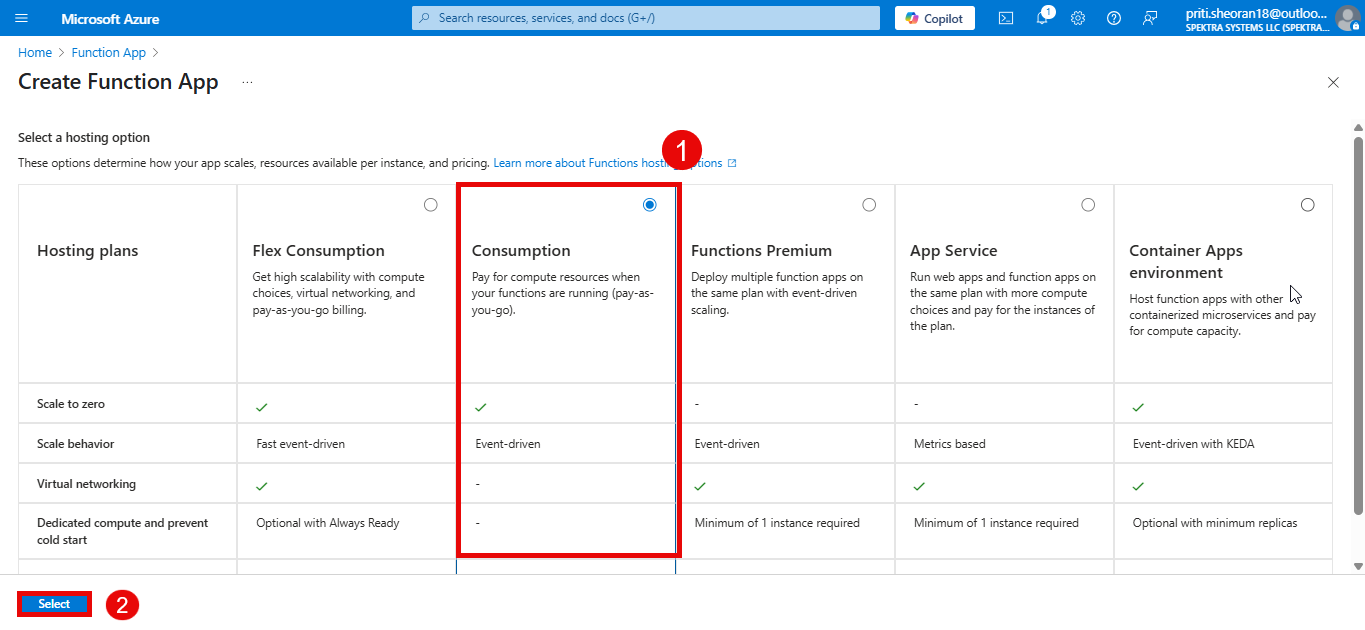 Microsoft Azure
Search resources, services, and docs (G+/)
Copilot
1
priti.sheoran18@outloo...
SPEKTRA SYSTEMS LLC (SPEKTRA...
Home > Function App >
Create Function App ...
Select a hosting option
1
These options determine how your app scales, resources available per instance, and pricing. Learn more about Functions hosting options
Hosting plans
Flex Consumption
Get high scalability with compute
choices, virtual networking, and
pay-as-you-go billing.
Consumption
Pay for compute resources when
your functions are running (pay-as-
you-go).
Functions Premium
Deploy multiple function apps on
the same plan with event-driven
scaling.
App Service
Run web apps and function apps on
the same plan with more compute
choices and pay for the instances of
the plan.
Container Apps
environment
Host function apps with other
containerized microservices and pay
for compute capacity.
Scale to zero - -
Scale behavior Fast event-driven Event-driven Event-driven Metrics based Event-driven with KEDA
Virtual networking -
Dedicated compute and prevent
cold start
Optional with Always Ready - Minimum of 1 instance required Minimum of 1 instance required Optional with minimum replicas
Select
2